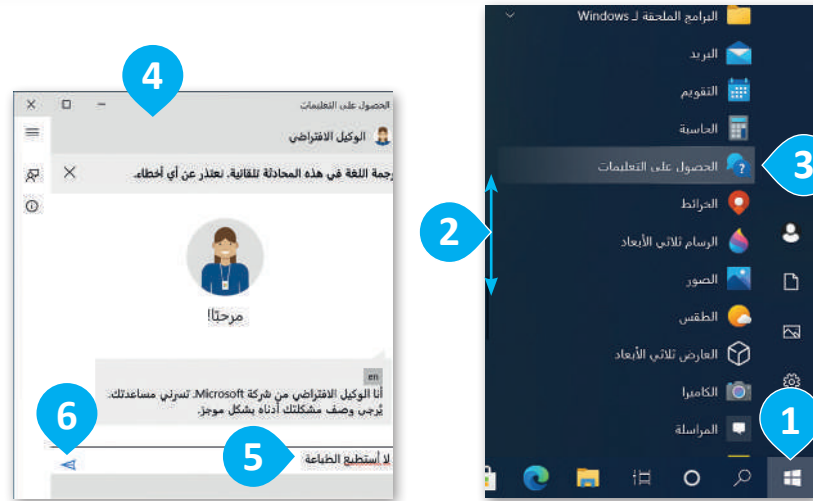 البرامج الملحقة لـ Windows
البريد
التقويم
الحاسبة
الحصول على التعليمات
الخرائط
الرسام ثلاثي الأبعاد
الصور
الطقس
العارض ثلاثي الأبعاد
الكاميرا
المراسلة
1
2
3
4
الحصول على التعليمات
الوكيل الافتراضي
رجمة اللغة في هذه المحادثة تلقائية. نعتذر عن أي أخطاء.
مرحبًا!
en
أنا الوكيل الافتراضي من شركة Microsoft. تسرني مساعدتك.
يُرجى وصف مشكلتك أدناه بشكل موجز.
لا أستطيع الطباعة
5
6